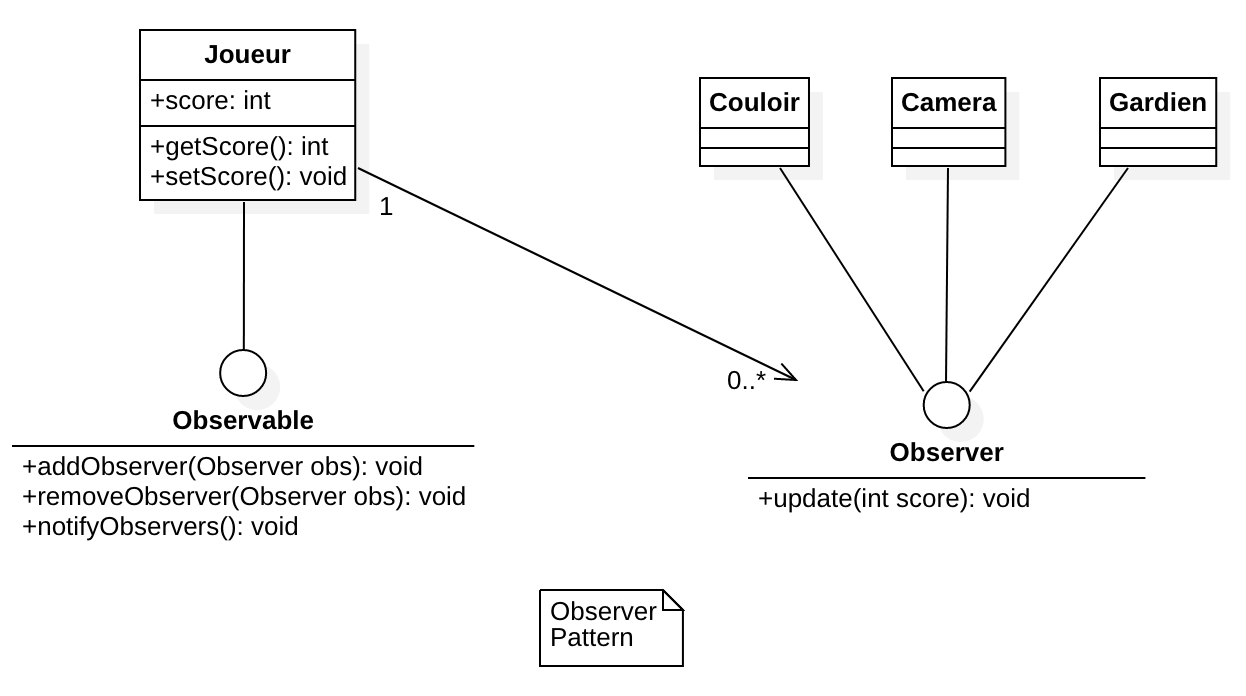 Joueur
+score: int
+getScore(): int
+setScore(): void
1
Couloir
Camera
Gardien
0..*
Observable
+addObserver(Observer obs): void
+removeObserver(Observer obs): void
+notifyObservers(): void
Observer
+update(int score): void
Observer
Pattern